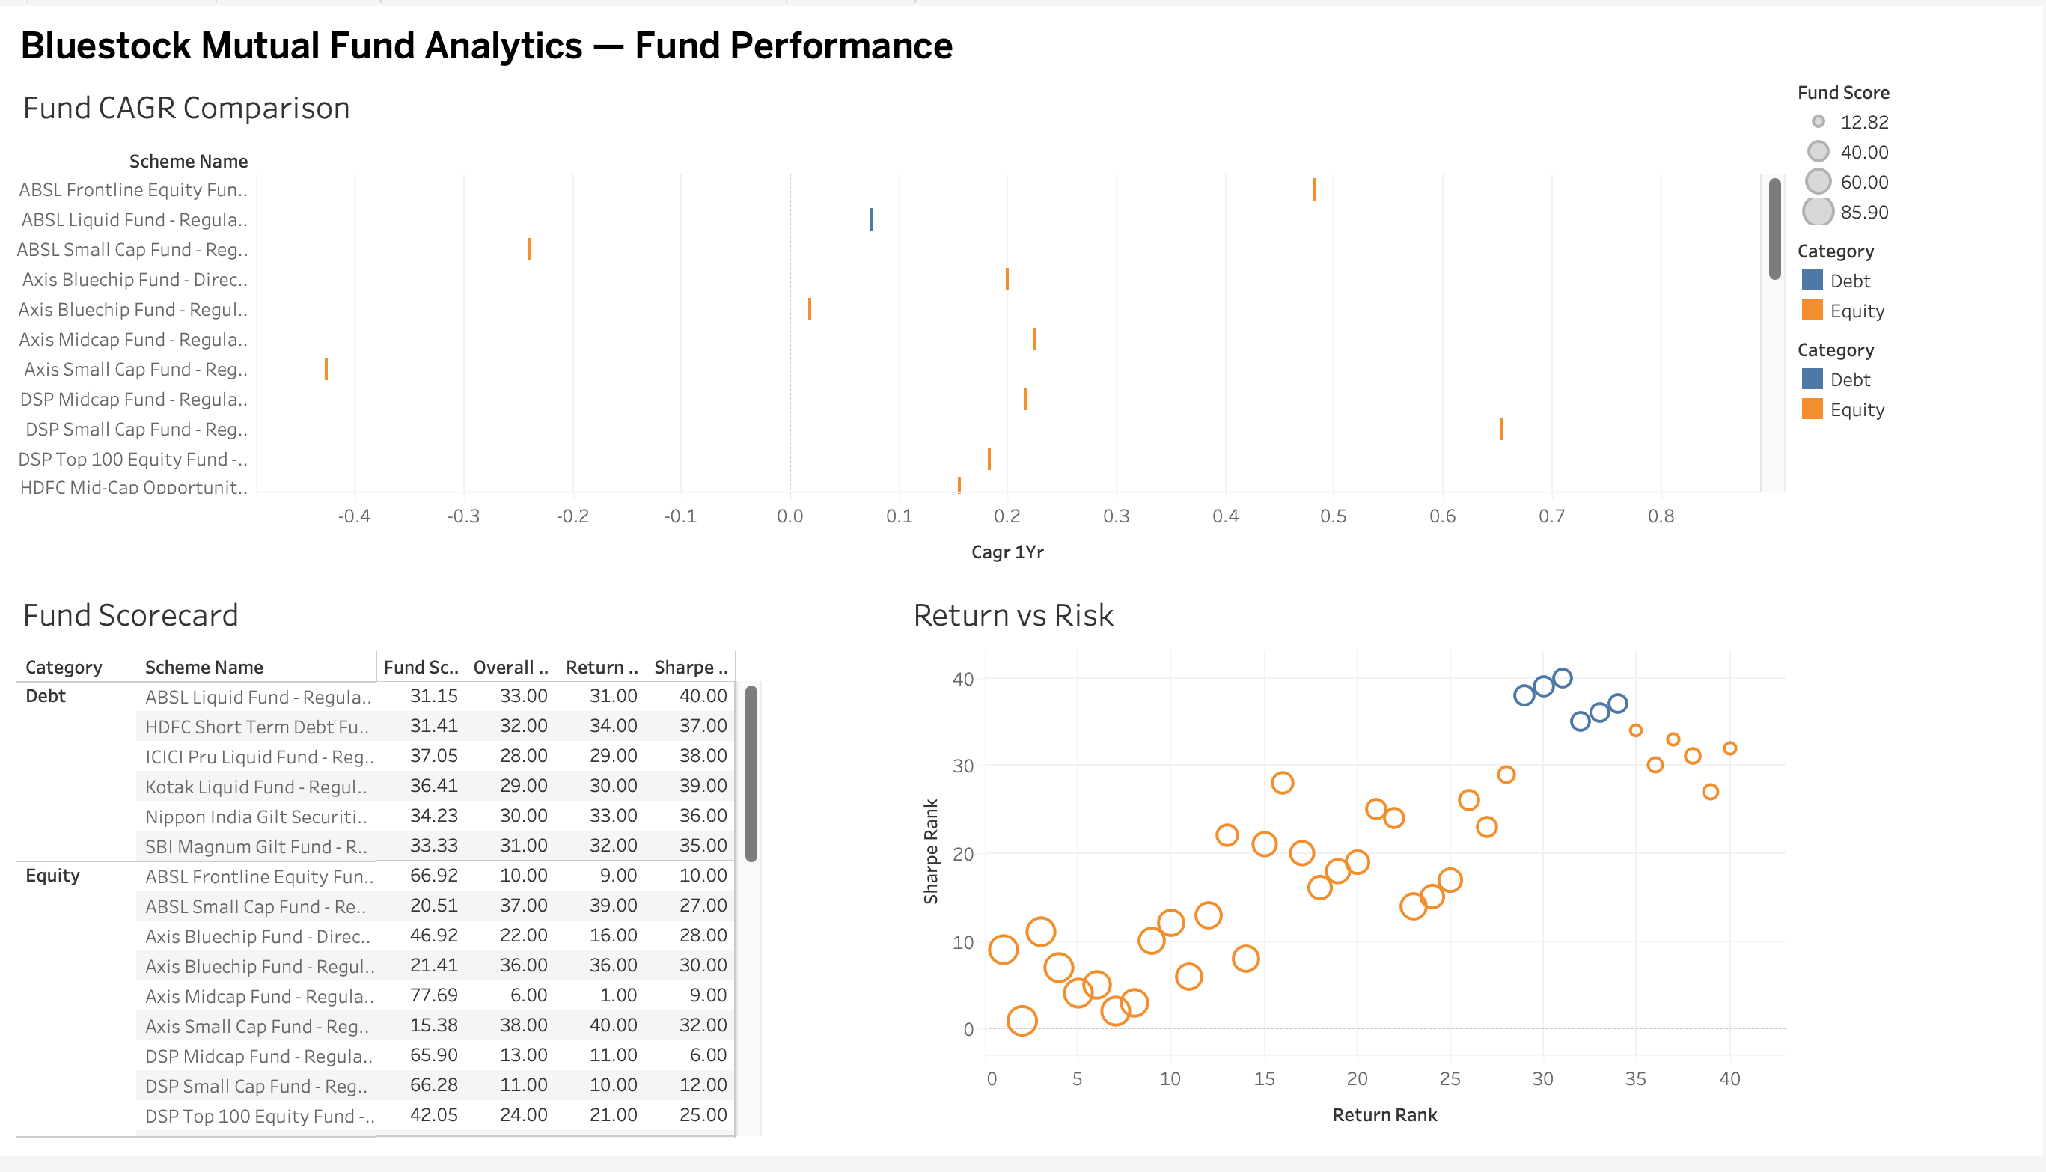 Bluestock Mutual Fund Analytics — Fund Performance
Fund CAGR Comparison
Scheme Name
ABSL Frontline Equity Fun..
ABSL Liquid Fund - Regula..
ABSL Small Cap Fund - Reg..
Axis Bluechip Fund - Direc..
Axis Bluechip Fund - Regul..
Axis Midcap Fund - Regula..
Axis Small Cap Fund - Reg..
DSP Midcap Fund - Regula..
DSP Small Cap Fund - Reg..
DSP Top 100 Equity Fund -..
HDFC Mid-Cap Opportunit..
-0.4 -0.3 -0.2 -0.1 0.0 0.1 0.2 0.3 0.4 0.5 0.6 0.7 0.8
Cagr 1Yr
Fund Score
12.82
40.00
60.00
85.90
Category
Debt
Equity
Category
Debt
Equity
Fund Scorecard
Category Scheme Name Fund Sc.. Overall .. Return .. Sharpe ..
Debt ABSL Liquid Fund - Regula.. 31.15 33.00 31.00 40.00
HDFC Short Term Debt Fu.. 31.41 32.00 34.00 37.00
ICICI Pru Liquid Fund - Reg.. 37.05 28.00 29.00 38.00
Kotak Liquid Fund - Regul.. 36.41 29.00 30.00 39.00
Nippon India Gilt Securiti.. 34.23 30.00 33.00 36.00
SBI Magnum Gilt Fund - R.. 33.33 31.00 32.00 35.00
Equity ABSL Frontline Equity Fun.. 66.92 10.00 9.00 10.00
ABSL Small Cap Fund - Re.. 20.51 37.00 39.00 27.00
Axis Bluechip Fund - Direc.. 46.92 22.00 16.00 28.00
Axis Bluechip Fund - Regul.. 21.41 36.00 36.00 30.00
Axis Midcap Fund - Regula.. 77.69 6.00 1.00 9.00
Axis Small Cap Fund - Reg.. 15.38 38.00 40.00 32.00
DSP Midcap Fund - Regula.. 65.90 13.00 11.00 6.00
DSP Small Cap Fund - Reg.. 66.28 11.00 10.00 12.00
DSP Top 100 Equity Fund -.. 42.05 24.00 21.00 25.00
Return vs Risk
Sharpe Rank
40
30
20
10
0
0 5 10 15 20 25 30 35 40
Return Rank